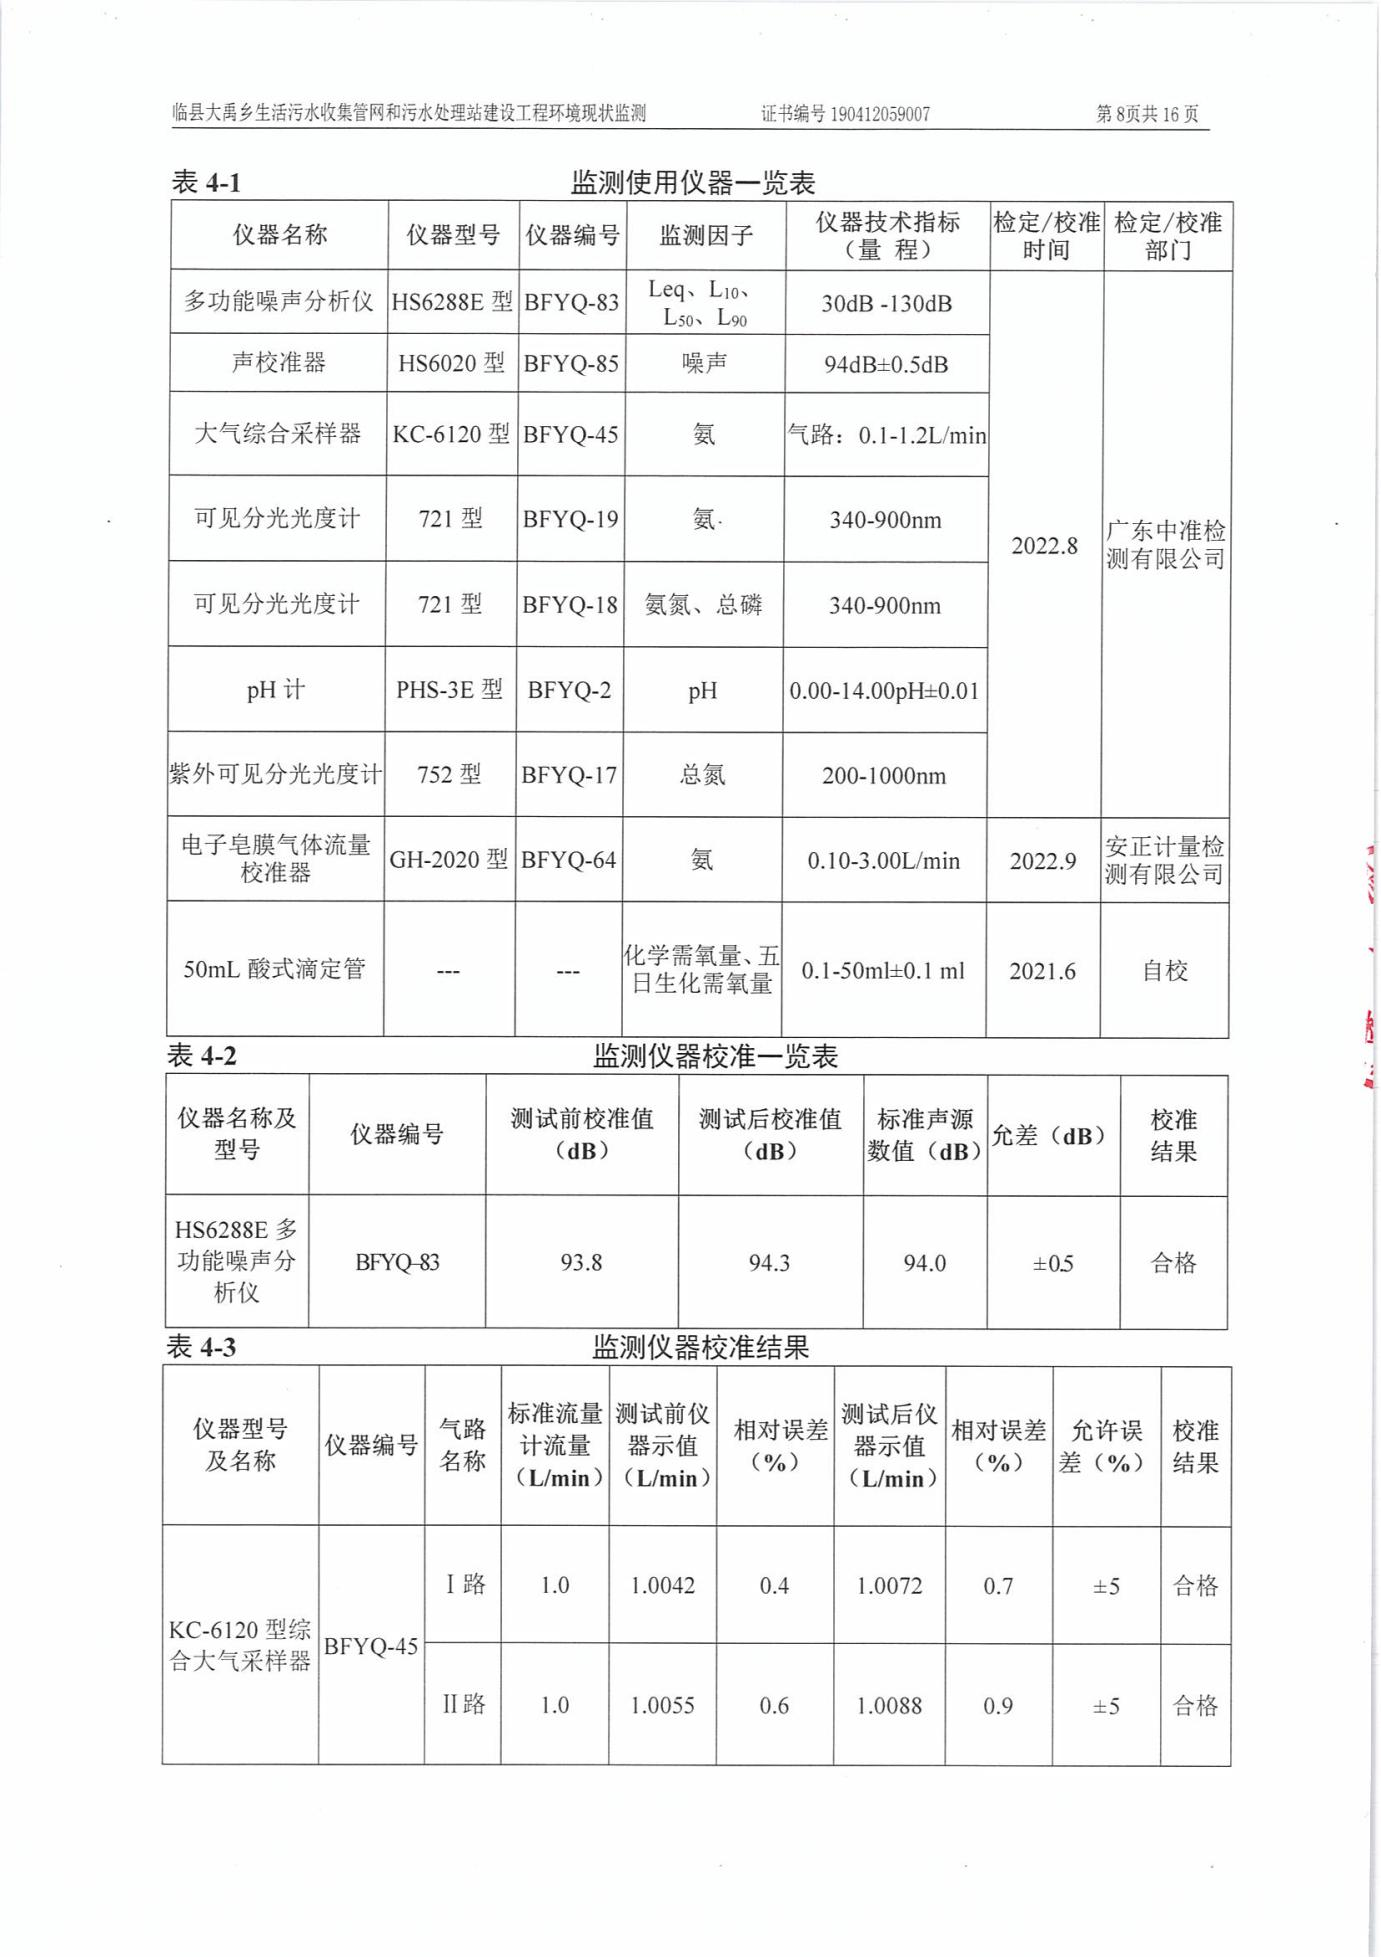 临县大禹乡生活污水收集管网和污水处理站建设工程环境现状监测 证书编号 190412059007 第 8页共 16 页
表 4-1 监测使用仪器一览表
仪器名称 仪器型号 仪器编号 监测因子 仪器技术指标（量 程） 检定/校准时间 检定/校准部门
多功能噪声分析仪 HS6288E 型 BFYQ-83 Leq、L10、L50、L90 30dB -130dB
声校准器 HS6020 型 BFYQ-85 噪声 94dB±0.5dB
大气综合采样器 KC-6120 型 BFYQ-45 氨 气路：0.1-1.2L/min
可见分光光度计 721 型 BFYQ-19 氨 340-900nm
2022.8 广东中准检测有限公司
可见分光光度计 721 型 BFYQ-18 氨氮、总磷 340-900nm
pH 计 PHS-3E 型 BFYQ-2 pH 0.00-14.00pH±0.01
紫外可见分光光度计 752 型 BFYQ-17 总氮 200-1000nm
电子皂膜气体流量校准器 GH-2020 型 BFYQ-64 氨 0.10-3.00L/min 2022.9 安正计量检测有限公司
50mL 酸式滴定管 --- --- 化学需氧量、五日生化需氧量 0.1-50ml±0.1 ml 2021.6 自校
表 4-2 监测仪器校准一览表
仪器名称及型号 仪器编号 测试前校准值（dB） 测试后校准值（dB） 标准声源数值（dB） 允差（dB） 校准结果
HS6288E 多功能噪声分析仪 BFYQ-83 93.8 94.3 94.0 ±0.5 合格
表 4-3 监测仪器校准结果
仪器型号及名称 仪器编号 气路名称 标准流量计流量（L/min） 测试前仪器示值（L/min） 相对误差（%） 测试后仪器示值（L/min） 相对误差（%） 允许误差（%） 校准结果
KC-6120 型综合大气采样器 BFYQ-45 Ⅰ路 1.0 1.0042 0.4 1.0072 0.7 ±5 合格
Ⅱ路 1.0 1.0055 0.6 1.0088 0.9 ±5 合格